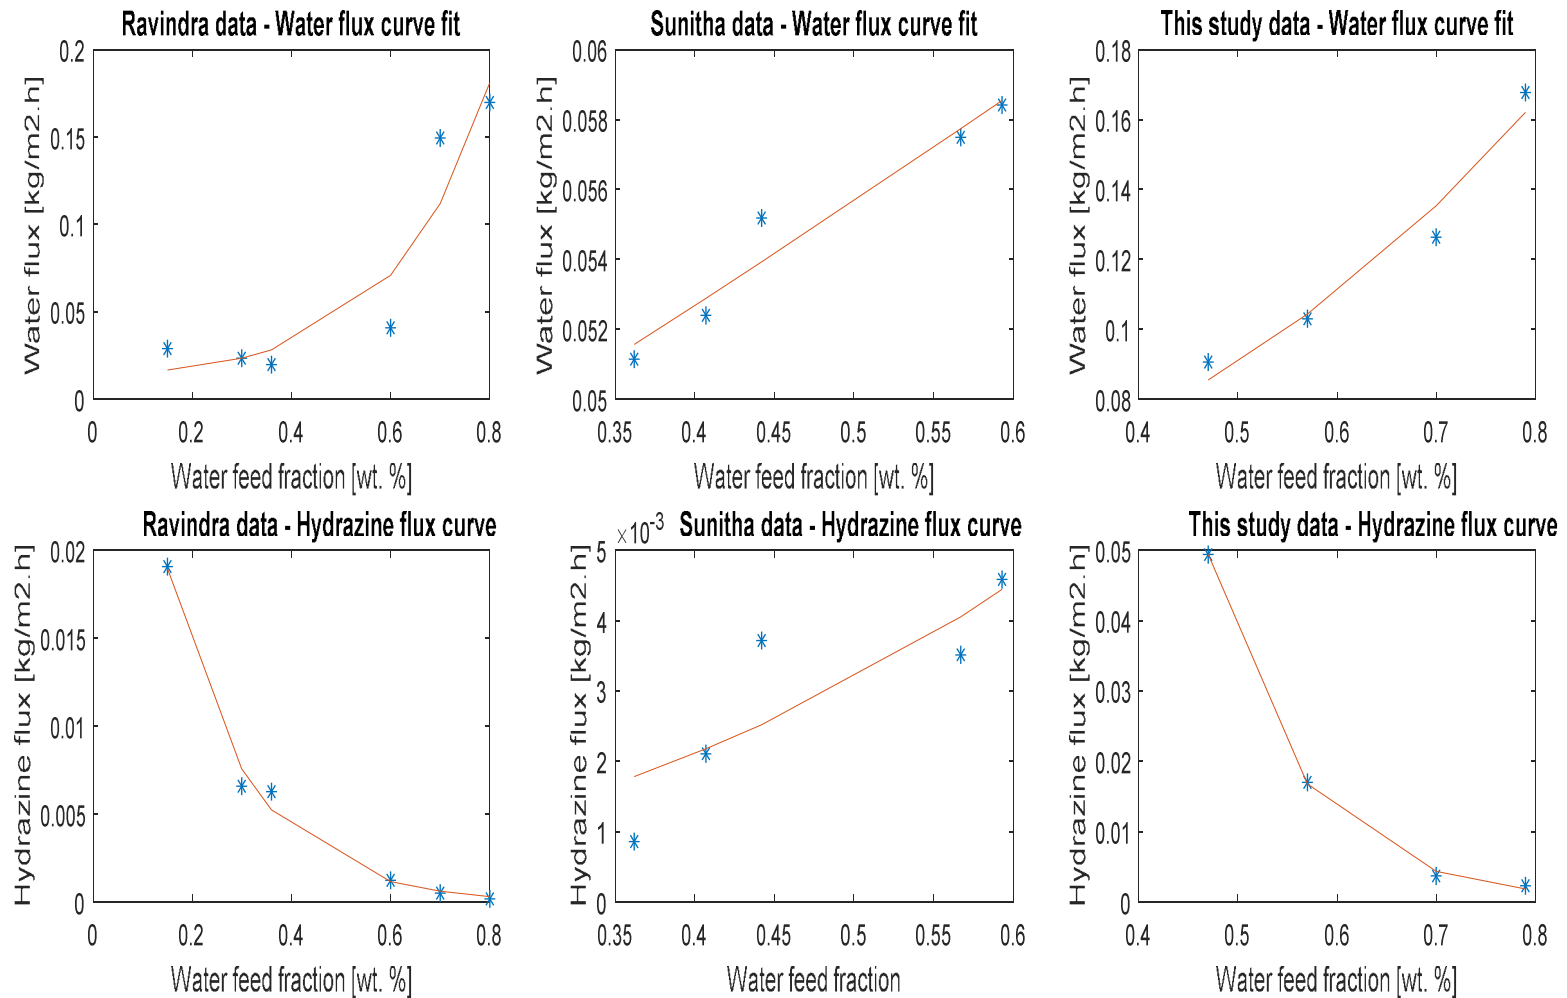 Ravindra data - Water flux curve fit
Water flux [kg/m2.h]
0.2
0.15
0.1
0.05
0
0 0.2 0.4 0.6 0.8
Water feed fraction [wt. %]
Sunitha data - Water flux curve fit
Water flux [kg/m2.h]
0.06
0.058
0.056
0.054
0.052
0.05
0.35 0.4 0.45 0.5 0.55 0.6
Water feed fraction [wt. %]
This study data - Water flux curve fit
Water flux [kg/m2.h]
0.18
0.16
0.14
0.12
0.1
0.08
0.4 0.5 0.6 0.7 0.8
Water feed fraction [wt. %]
Ravindra data - Hydrazine flux curve
Hydrazine flux [kg/m2.h]
0.02
0.015
0.01
0.005
0
0 0.2 0.4 0.6 0.8
Water feed fraction [wt. %]
Sunitha data - Hydrazine flux curve
Hydrazine flux [kg/m2.h]
×10-3
5
4
3
2
1
0
0.35 0.4 0.45 0.5 0.55 0.6
Water feed fraction
This study data - Hydrazine flux curve
Hydrazine flux [kg/m2.h]
0.05
0.04
0.03
0.02
0.01
0
0.4 0.5 0.6 0.7 0.8
Water feed fraction [wt. %]